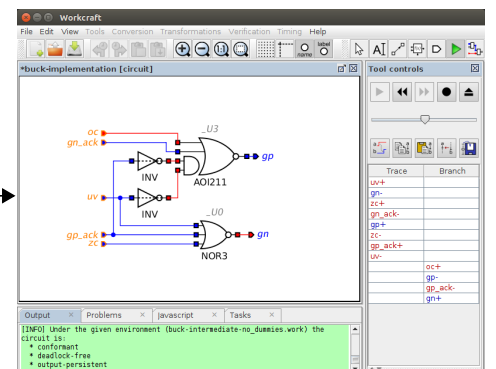 Workcraft
File Edit View Tools Conversion Transformations Verification Timing Help
name
label
AI
*buck-implementation [circuit]
Tool controls
_U3
oc
gn_ack
gp
INV
AOI211
uv
INV
_U0
gp_ack
zc
gn
NOR3
Trace Branch
uv+
gn-
zc+
gn_ack-
gp+
zc-
gp_ack+
uv-
oc+
gp-
gp_ack-
gn+
Output × Problems × Javascript × Tasks ×
[INFO] Under the given environment (buck-intermediate-no_dummies.work) the
circuit is:
* conformant
* deadlock-free
* output-persistent